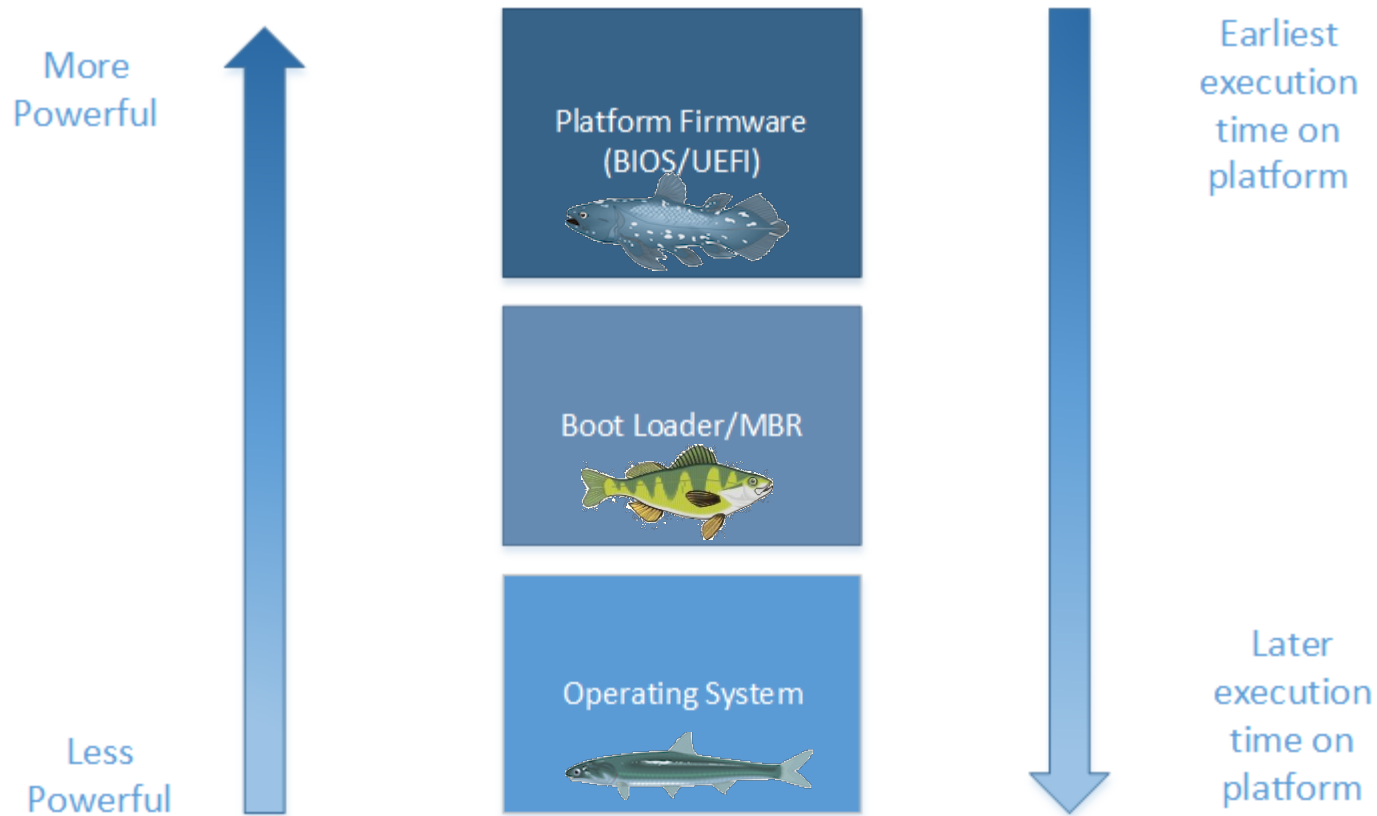 More
Powerful
Platform Firmware
(BIOS/UEFI)
Earliest
execution
time on
platform
Boot Loader/MBR
Operating System
Less
Powerful
Later
execution
time on
platform